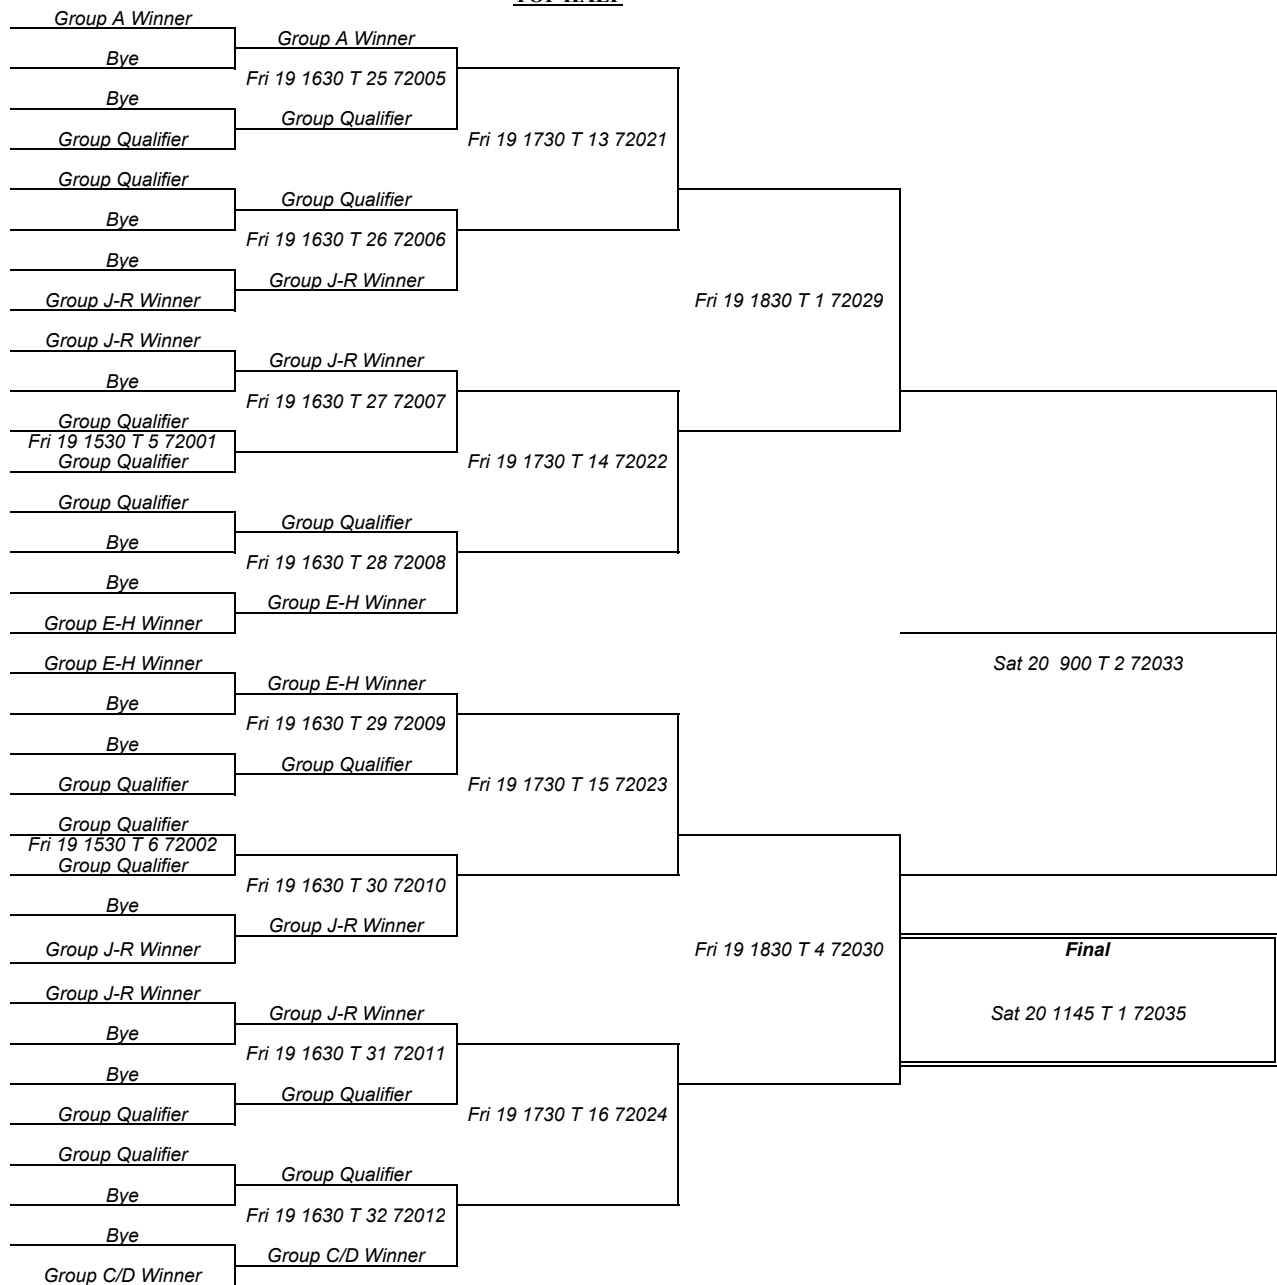 Group A Winner
Group A Winner
Bye
Fri 19 1630 T 25 72005
Bye
Group Qualifier
Group Qualifier
Fri 19 1730 T 13 72021
Group Qualifier
Group Qualifier
Bye
Fri 19 1630 T 26 72006
Bye
Group J-R Winner
Group J-R Winner
Fri 19 1830 T 1 72029
Group J-R Winner
Group J-R Winner
Bye
Fri 19 1630 T 27 72007
Group Qualifier
Fri 19 1530 T 5 72001
Group Qualifier
Fri 19 1730 T 14 72022
Group Qualifier
Group Qualifier
Bye
Fri 19 1630 T 28 72008
Bye
Group E-H Winner
Group E-H Winner
Group E-H Winner
Sat 20 900 T 2 72033
Group E-H Winner
Bye
Fri 19 1630 T 29 72009
Bye
Group Qualifier
Group Qualifier
Fri 19 1730 T 15 72023
Group Qualifier
Fri 19 1530 T 6 72002
Group Qualifier
Fri 19 1630 T 30 72010
Bye
Group J-R Winner
Group J-R Winner
Fri 19 1830 T 4 72030
Final
Group J-R Winner
Group J-R Winner
Sat 20 1145 T 1 72035
Bye
Fri 19 1630 T 31 72011
Bye
Group Qualifier
Group Qualifier
Fri 19 1730 T 16 72024
Group Qualifier
Group Qualifier
Bye
Fri 19 1630 T 32 72012
Bye
Group C/D Winner
Group C/D Winner